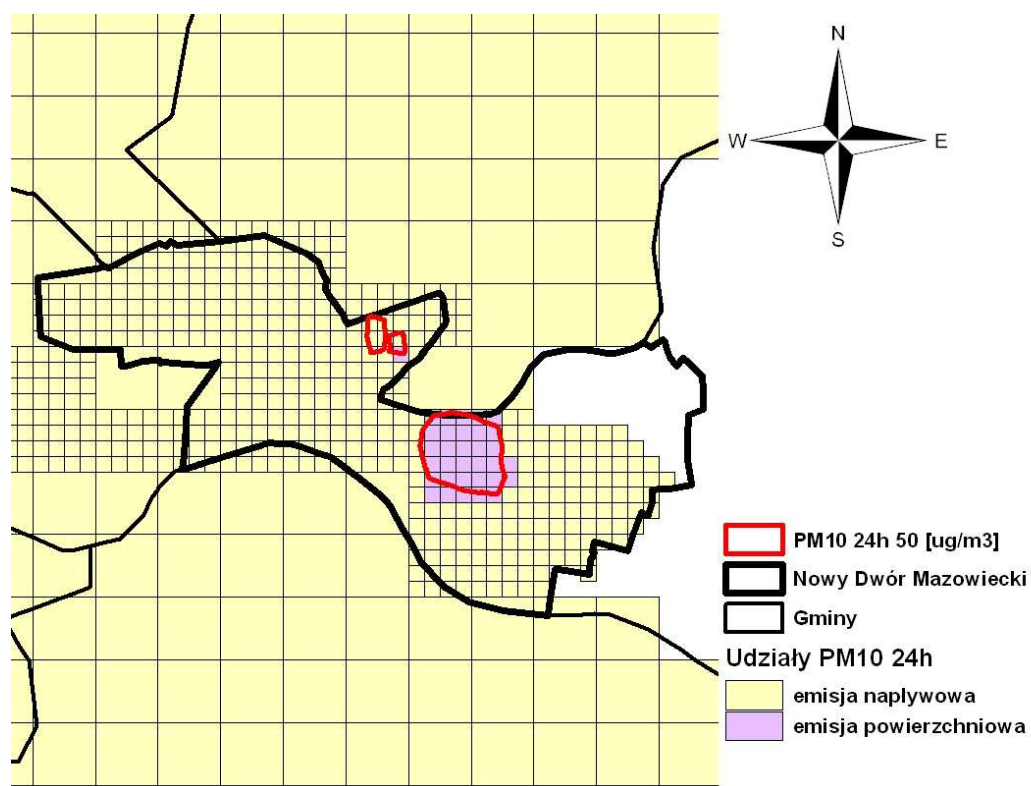 N
W
E
S
PM10 24h 50 [ug/m3]
Nowy Dwór Mazowiecki
Gminy
Udziały PM10 24h
emisja napływowa
emisja powierzchniowa